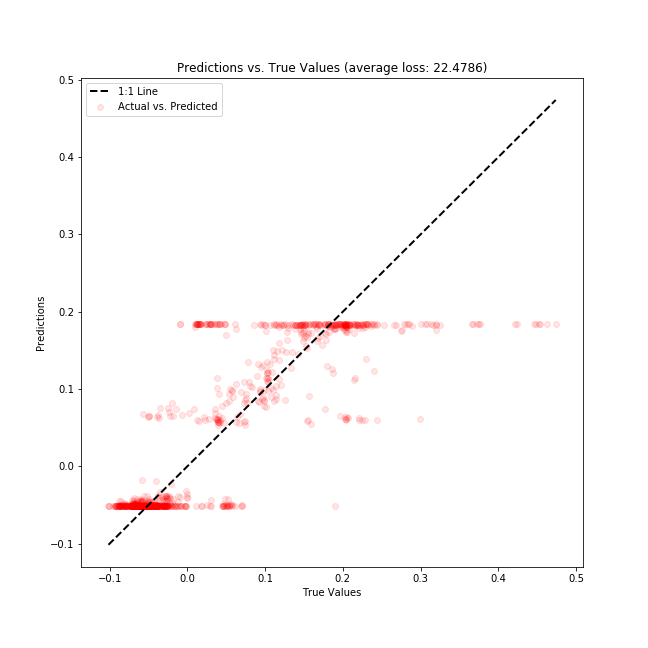 Predictions vs. True Values (average loss: 22.4786)
1:1 Line
Actual vs. Predicted
0.5
0.4
0.3
0.2
0.1
0.0
−0.1
Predictions
−0.1 0.0 0.1 0.2 0.3 0.4 0.5
True Values